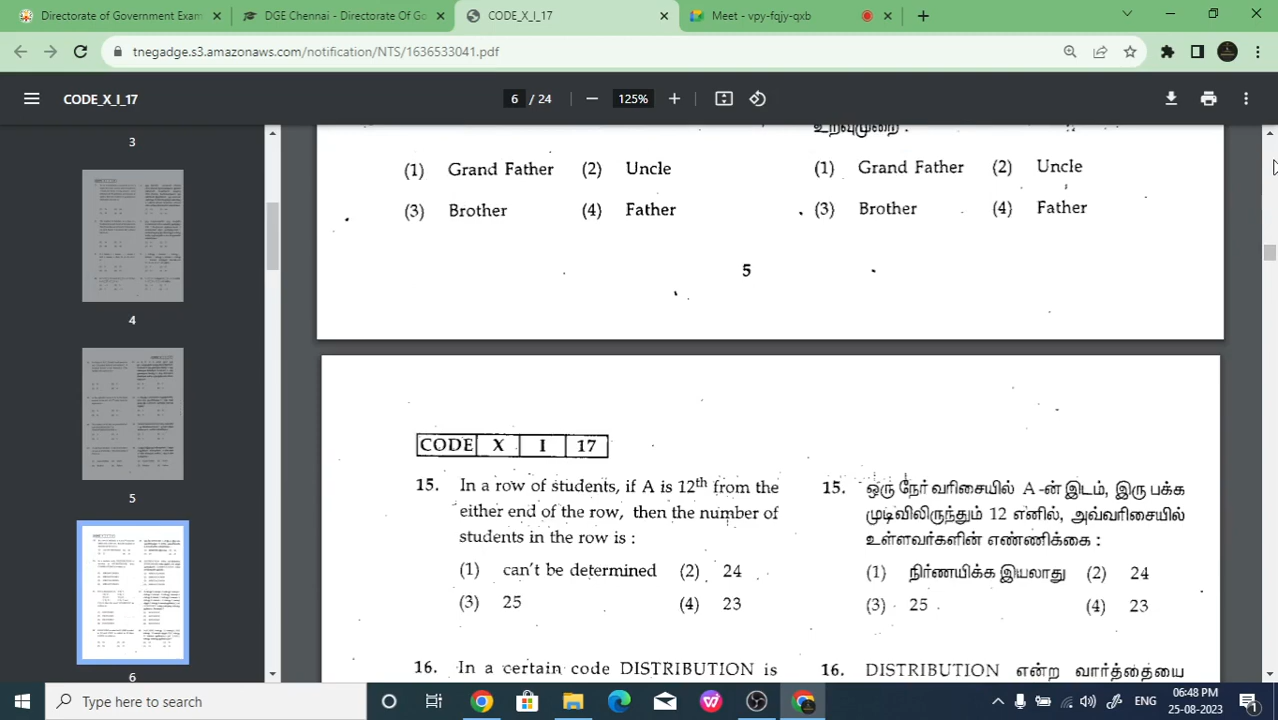 Directorate of Government Exam
DGE Chennai - Directorate Of Go
CODE_X_I_17
Meet - vpy-fqjy-qxb
tnegadge.s3.amazonaws.com/notification/NTS/1636533041.pdf
CODE_X_I_17
6 / 24
125%
3
4
5
6
உறவுமுறை .
(1) Grand Father (2) Uncle
(3) Brother (4) Father
(1) Grand Father (2) Uncle
(3) Brother (4) Father
5
CODE X I 17
15. In a row of students, if A is 12th from the
either end of the row, then the number of
students in the row is :
(1) can't be determined (2) 24
(3) 25 (4) 23
16. In a certain code DISTRIBUTION is
15. ஒரு நேர் வரிசையில் A-ன் இடம், இரு பக்க
முடிவிலிருந்தும் 12 எனில், அவ்வரிசையில்
உள்ளவர்களின் எண்ணிக்கை :
(1) நிர்ணயிக்க இயலாது (2) 24
(3) 25 (4) 23
16. DISTRIBUTION என்ற வார்த்தையை
Type here to search
ENG
06:48 PM
25-08-2023
1